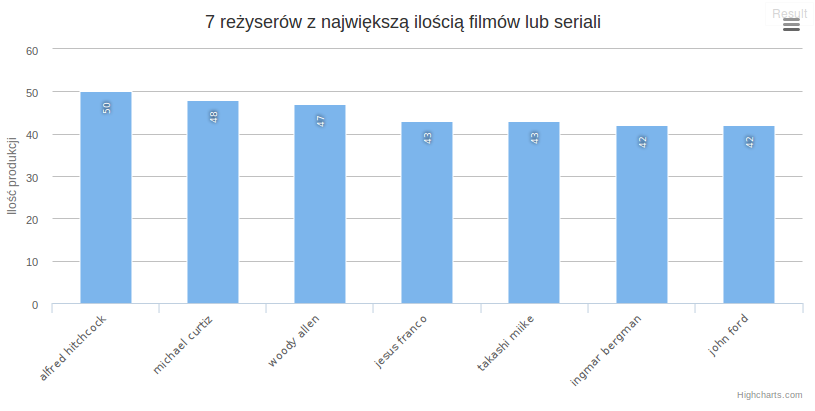 7 reżyserów z największą ilością filmów lub seriali
Result
Ilość produkcji
60
50
40
30
20
10
0
50
48
47
43
43
42
42
alfred hitchcock
michael curtiz
woody allen
jesus franco
takashi miike
ingmar bergman
john ford
Highcharts.com